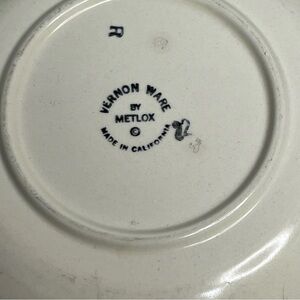 R
VERNON WARE
BY
METLOX
©
MADE IN CALIFORNIA